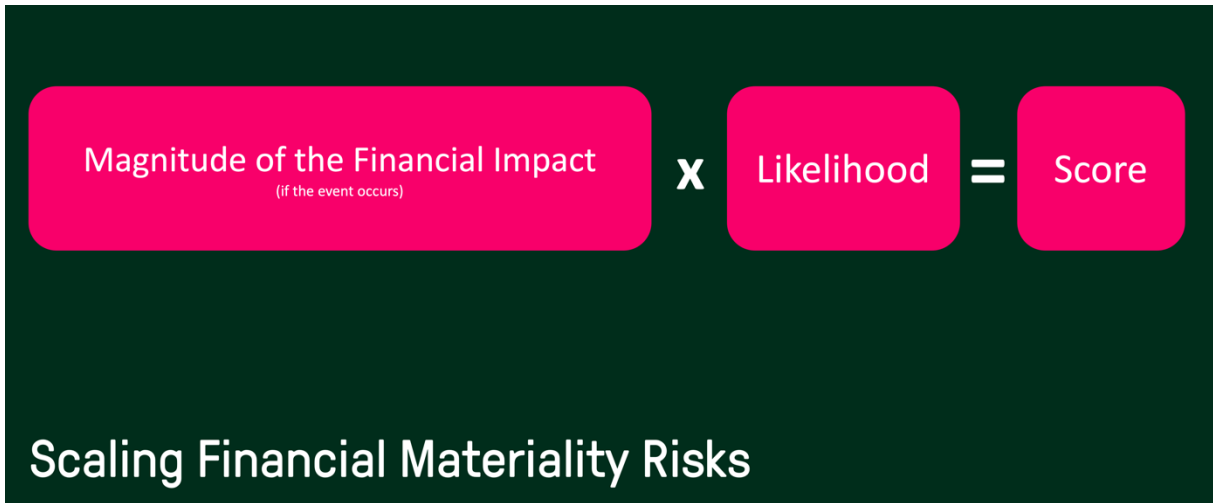 Magnitude of the Financial Impact
(if the event occurs)
x
Likelihood
=
Score
Scaling Financial Materiality Risks